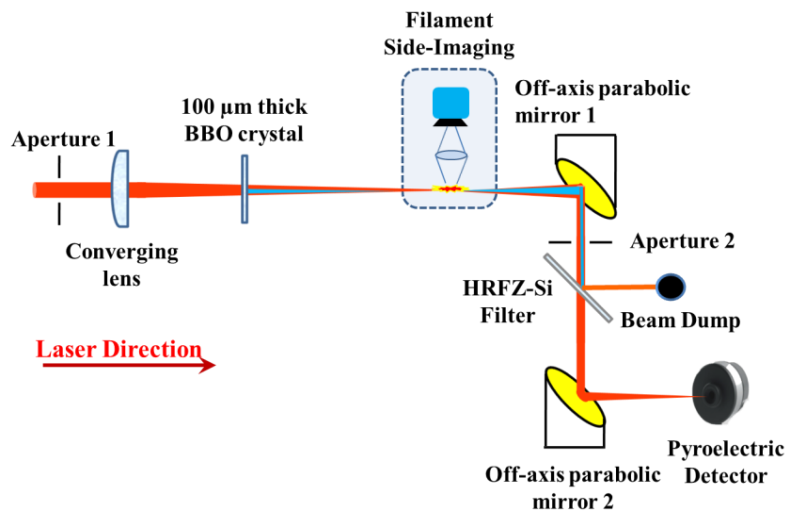 Filament
Side-Imaging
Off-axis parabolic
mirror 1
100 µm thick
BBO crystal
Aperture 1
Converging
lens
Aperture 2
HRFZ-Si
Filter
Beam Dump
Laser Direction
Pyroelectric
Detector
Off-axis parabolic
mirror 2